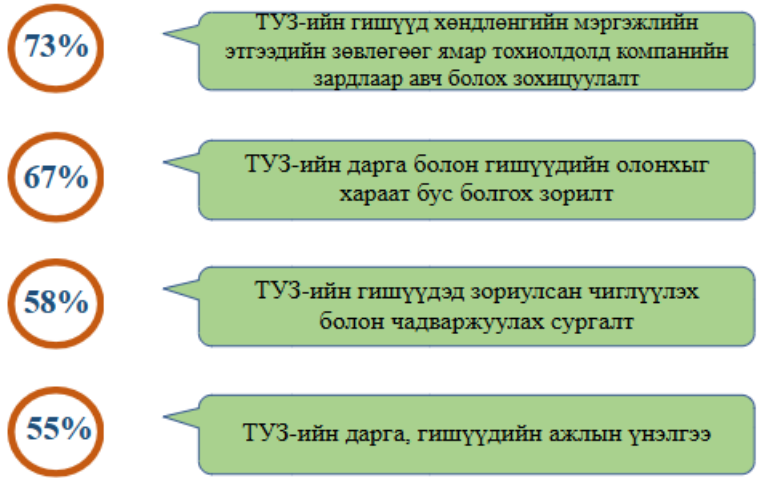 73%
ТУЗ-ийн гишүүд хөндлөнгийн мэргэжлийн
этгээдийн зөвлөгөөг ямар тохиолдолд компанийн
зардлаар авч болох зохицуулалт
67%
ТУЗ-ийн дарга болон гишүүдийн олонхыг
хараат бус болгох зорилт
58%
ТУЗ-ийн гишүүдэд зориулсан чиглүүлэх
болон чадваржуулах сургалт
55%
ТУЗ-ийн дарга, гишүүдийн ажлын үнэлгээ